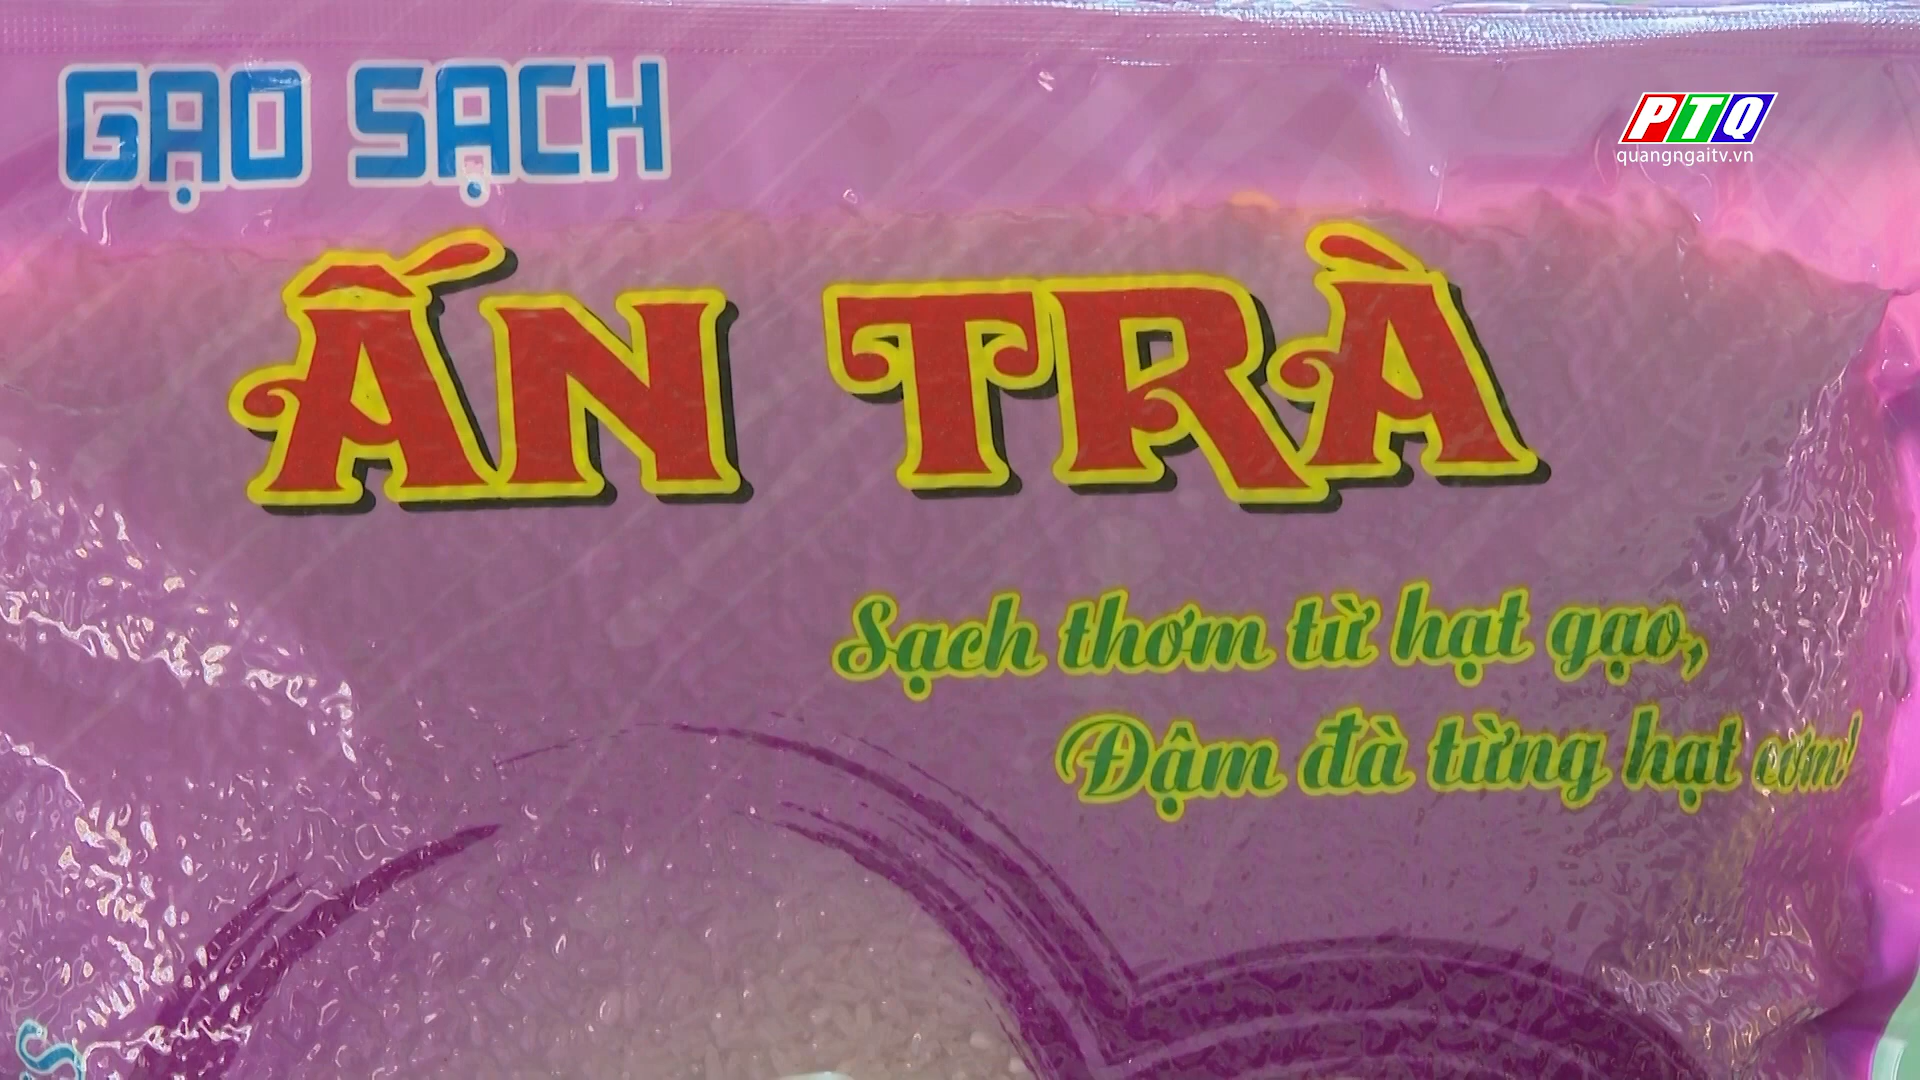 GẠO SẠCH
PTQ
quangngaitv.vn
ẤN TRÀ
Sạch thơm từ hạt gạo,
Đậm đà từng hạt cơm!